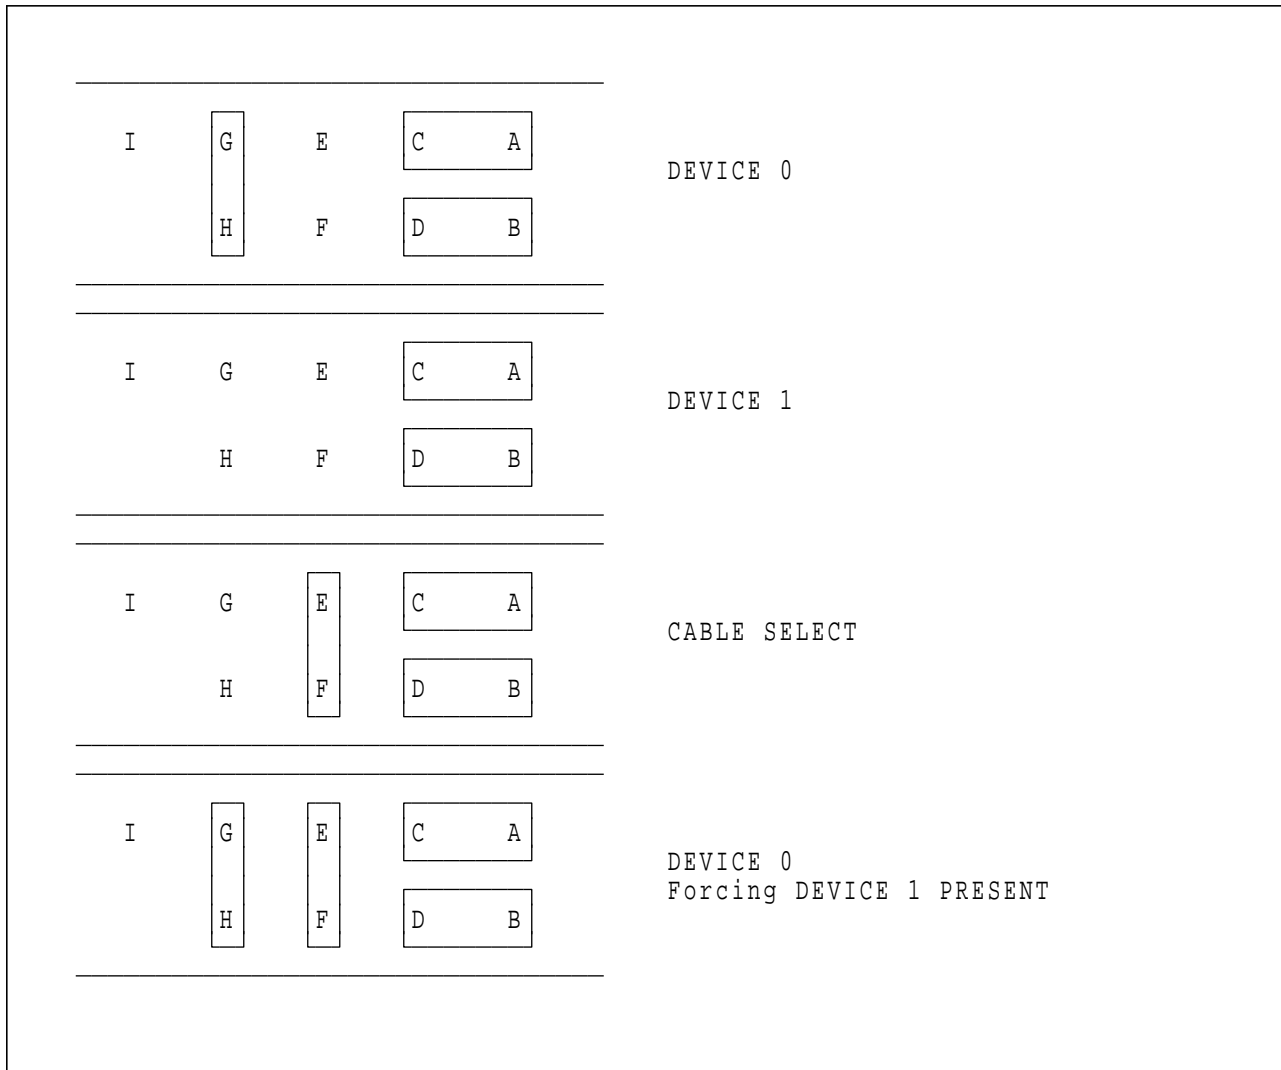 I G E C A
DEVICE 0
H F D B
I G E C A
DEVICE 1
H F D B
I G E C A
CABLE SELECT
H F D B
I G E C A
DEVICE 0
Forcing DEVICE 1 PRESENT
H F D B